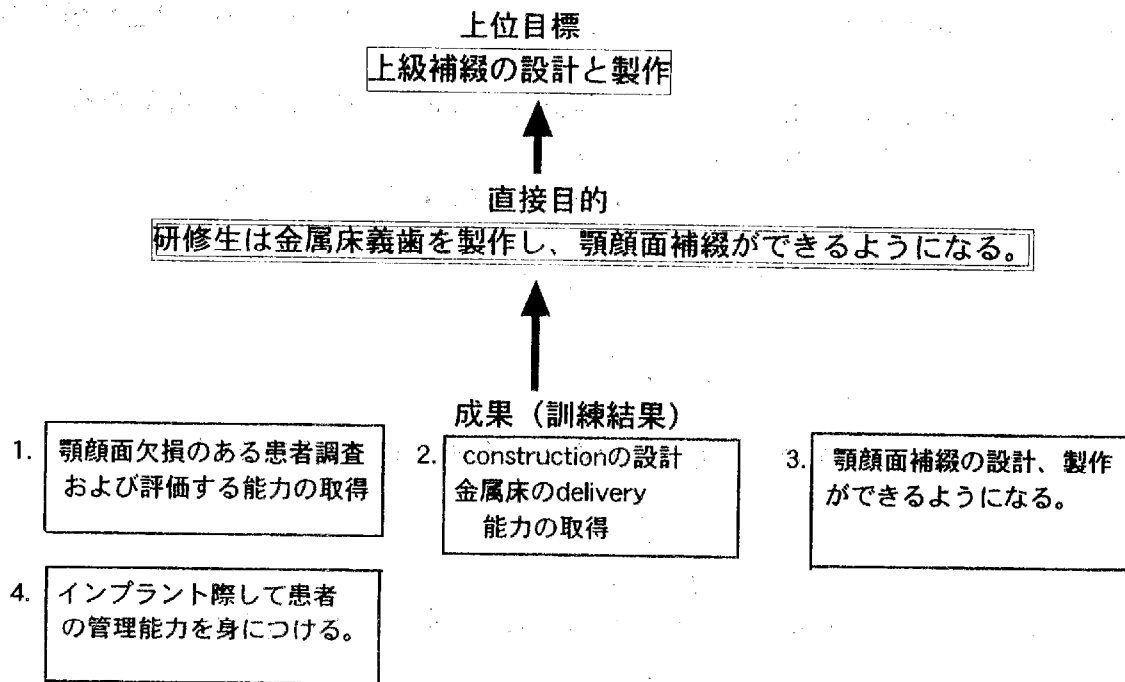 上位目標
上級補綴の設計と製作
直接目的
研修生は金属床義歯を製作し、顎顔面補綴ができるようになる。
成果（訓練結果）
1. 顎顔面欠損のある患者調査
および評価する能力の取得
2. constructionの設計
金属床のdelivery
能力の取得
3. 顎顔面補綴の設計、製作
ができるようになる。
4. インプラント際して患者
の管理能力を身につける。